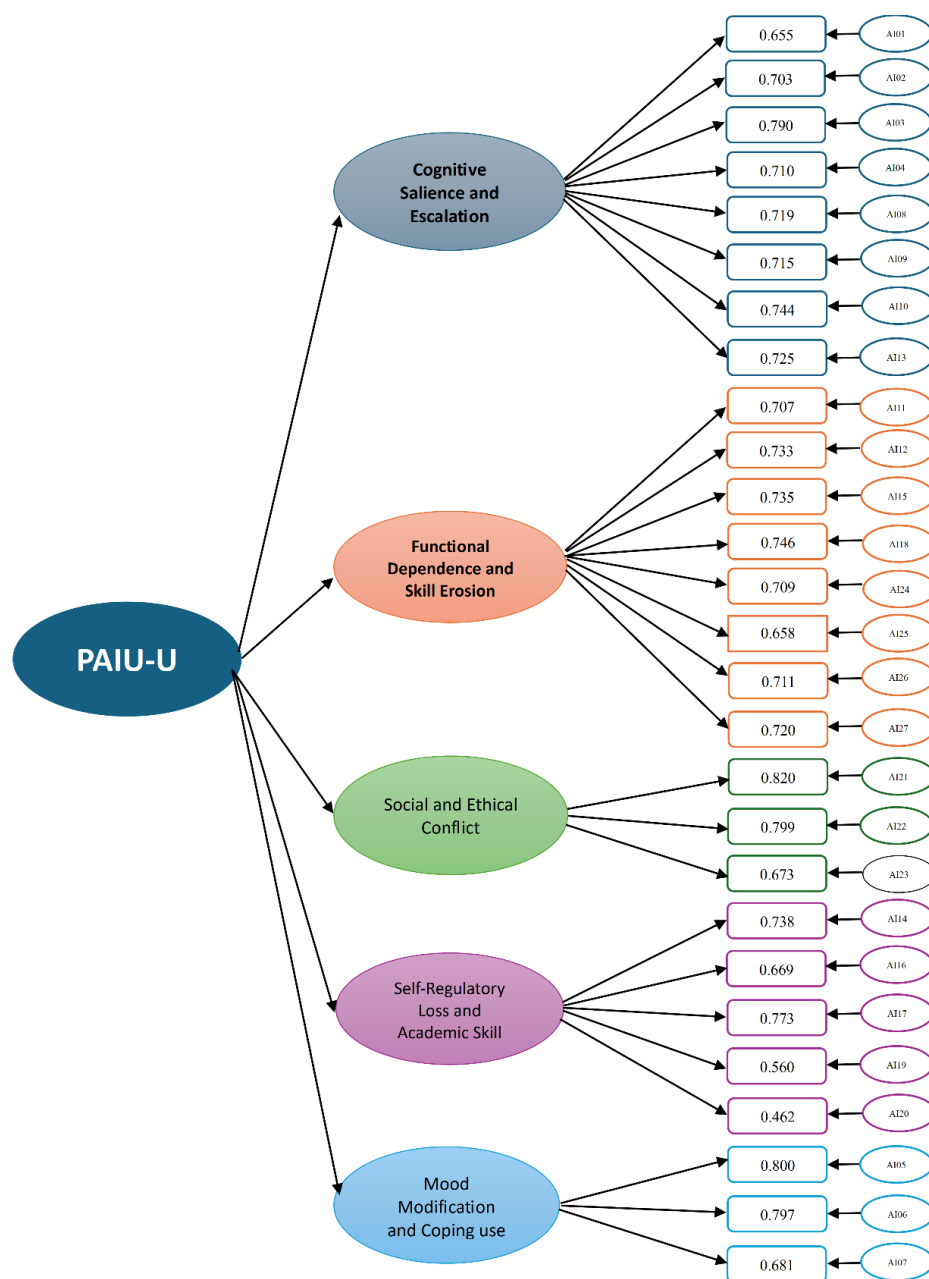 0.655 AI01
0.703 AI02
0.790 AI03
Cognitive
Salience and
Escalation
0.710 AI04
0.719 AI08
0.715 AI09
0.744 AI10
0.725 AI13
0.707 AI11
0.733 AI12
0.735 AI15
Functional
Dependence and
Skill Erosion
0.746 AI18
0.709 AI24
0.658 AI25
0.711 AI26
0.720 AI27
PAIU-U
Social and Ethical
Conflict
0.820 AI21
0.799 AI22
0.673 AI23
Self-Regulatory
Loss and
Academic Skill
0.738 AI14
0.669 AI16
0.773 AI17
0.560 AI19
0.462 AI20
Mood
Modification
and Coping use
0.800 AI05
0.797 AI06
0.681 AI07